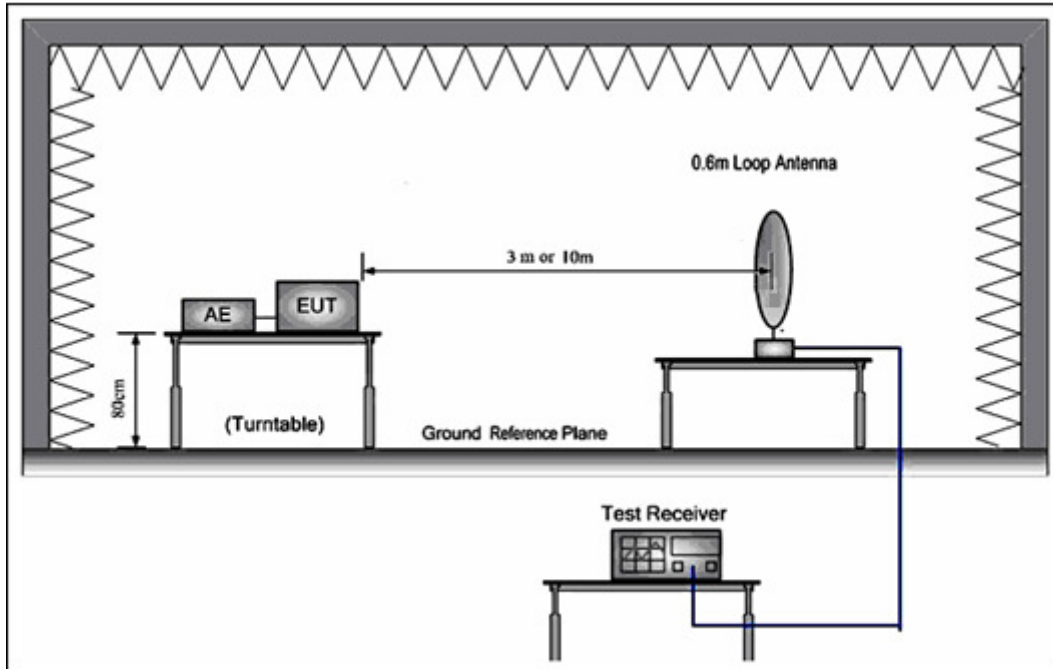 0.6m Loop Antenna
3 m or 10m
AE
EUT
80cm
(Turntable)
Ground Reference Plane
Test Receiver